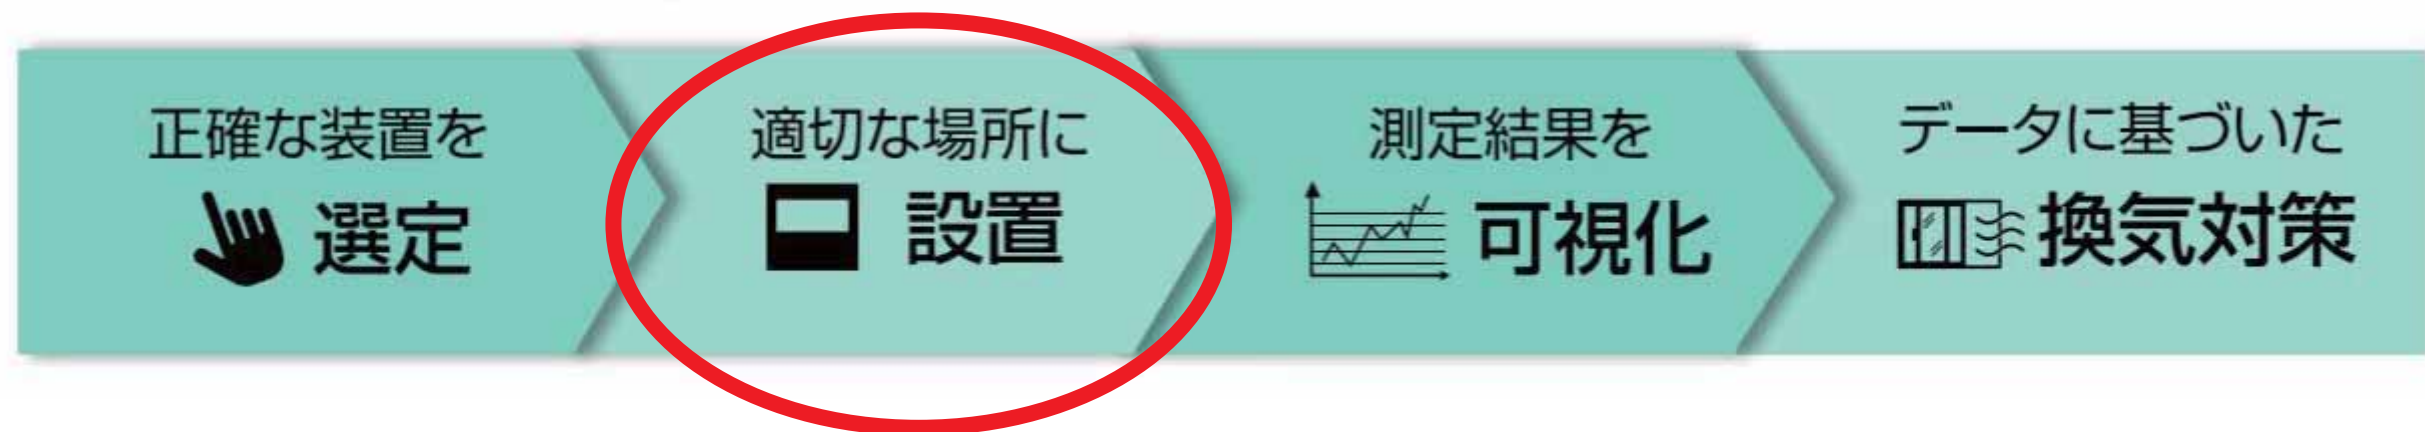 正確な装置を
選定
適切な場所に
設置
測定結果を
可視化
データに基づいた
換気対策